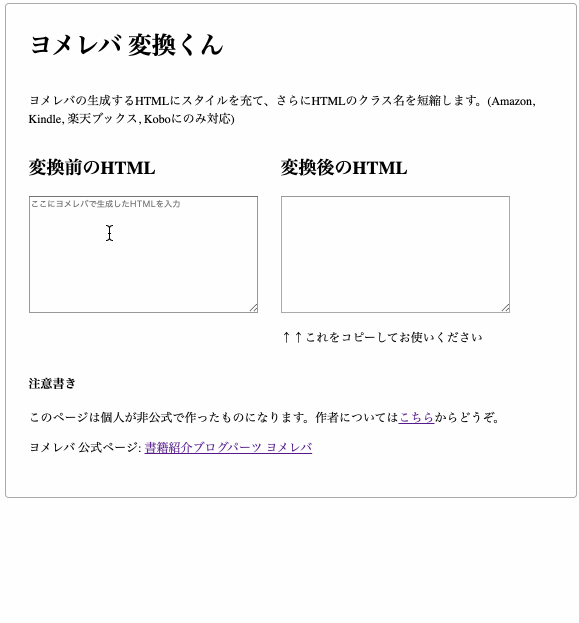 ヨメレバ 変換くん
ヨメレバの生成するHTMLにスタイルを充て、さらにHTMLのクラス名を短縮します。(Amazon,
Kindle, 楽天ブックス, Koboにのみ対応)
変換前のHTML
変換後のHTML
ここにヨメレバで生成したHTMLを入力
↑↑これをコピーしてお使いください
注意書き
このページは個人が非公式で作ったものになります。作者についてはこちらからどうぞ。
ヨメレバ 公式ページ: 書籍紹介ブログパーツ ヨメレバ